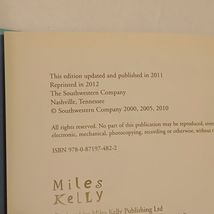 This edition updated and published in 2011
Reprinted in 2012
The Southwestern Company
Nashville, Tennessee
© Southwestern Company 2000, 2005, 2010
All rights reserved. No part of this publication may be reproduced, stored
electronic, mechanical, photocopying, recording or otherwise, without
ISBN 978-0-87197-482-2
Miles
Kelly
Miles Kelly Publishing Ltd